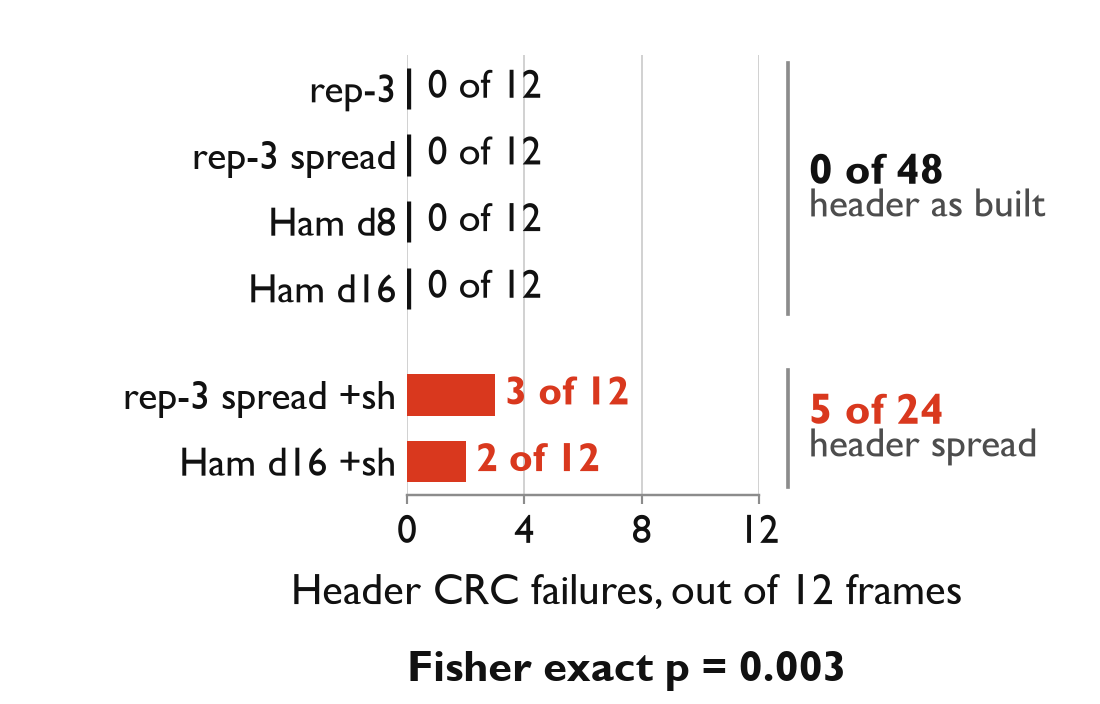 rep-3 0 of 12
rep-3 spread 0 of 12
Ham d8 0 of 12
Ham d16 0 of 12
0 of 48
header as built
rep-3 spread +sh 3 of 12
Ham d16 +sh 2 of 12
5 of 24
header spread
0 4 8 12
Header CRC failures, out of 12 frames
Fisher exact p = 0.003